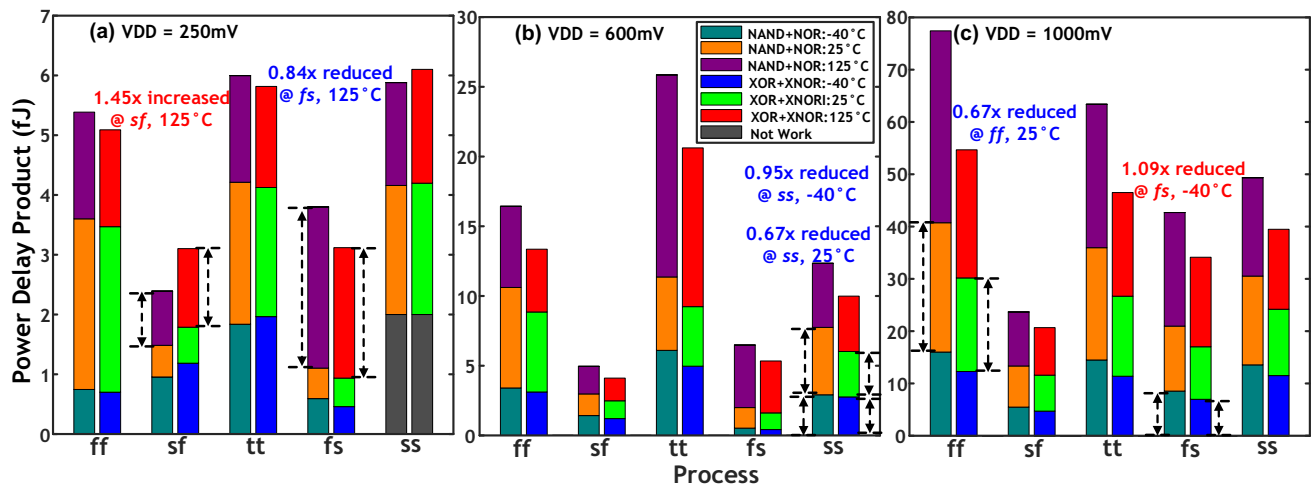 Power Delay Product (fJ)
7
6
5
4
3
2
1
0
(a) VDD = 250mV
1.45x increased
@ sf, 125°C
0.84x reduced
@ fs, 125°C
ff sf tt fs ss
30
25
20
15
10
5
0
(b) VDD = 600mV
NAND+NOR:-40°C
NAND+NOR:25°C
NAND+NOR:125°C
XOR+XNOR:-40°C
XOR+XNORI:25°C
XOR+XNOR:125°C
Not Work
0.95x reduced
@ ss, -40°C
0.67x reduced
@ ss, 25°C
ff sf tt fs ss
80
70
60
50
40
30
20
10
0
(c) VDD = 1000mV
0.67x reduced
@ ff, 25°C
1.09x reduced
@ fs, -40°C
ff sf tt fs ss
Process